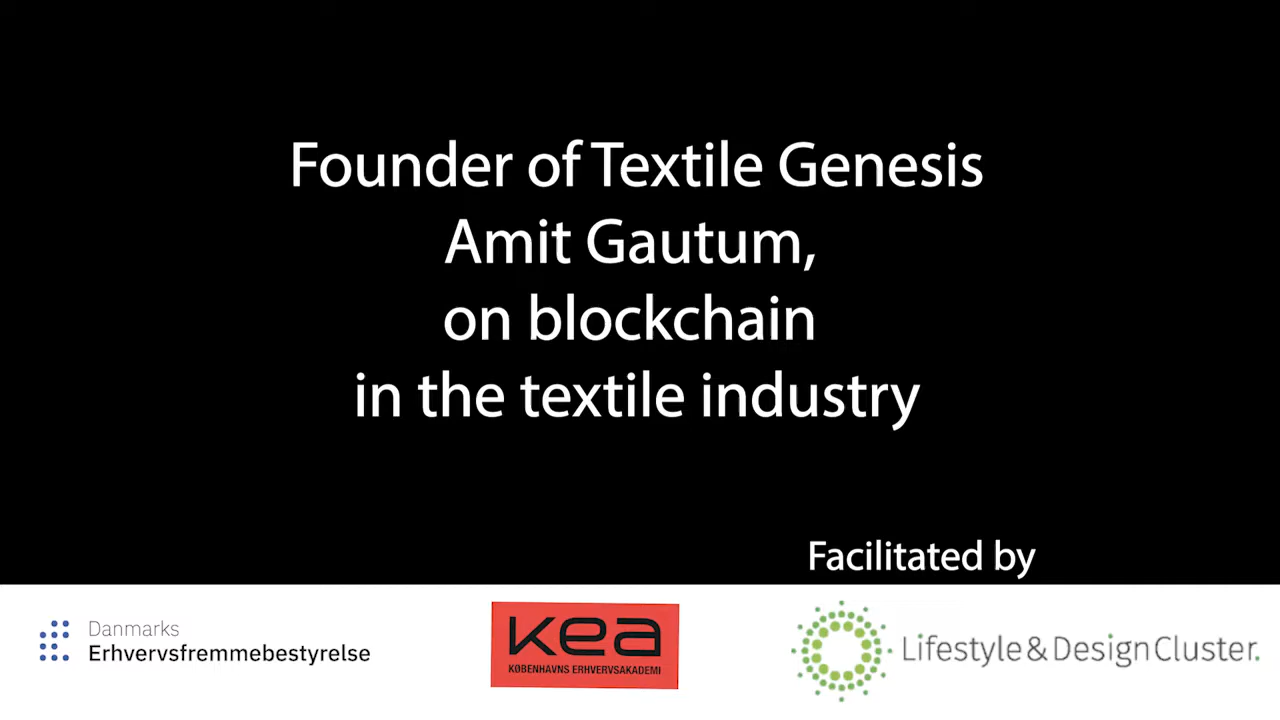 Founder of Textile Genesis
Amit Gautum,
on blockchain
in the textile industry
Facilitated by
Danmarks
Erhvervsfremmebestyrelse
kea
KØBENHAVNS ERHVERVSAKADEMI
Lifestyle & Design Cluster.